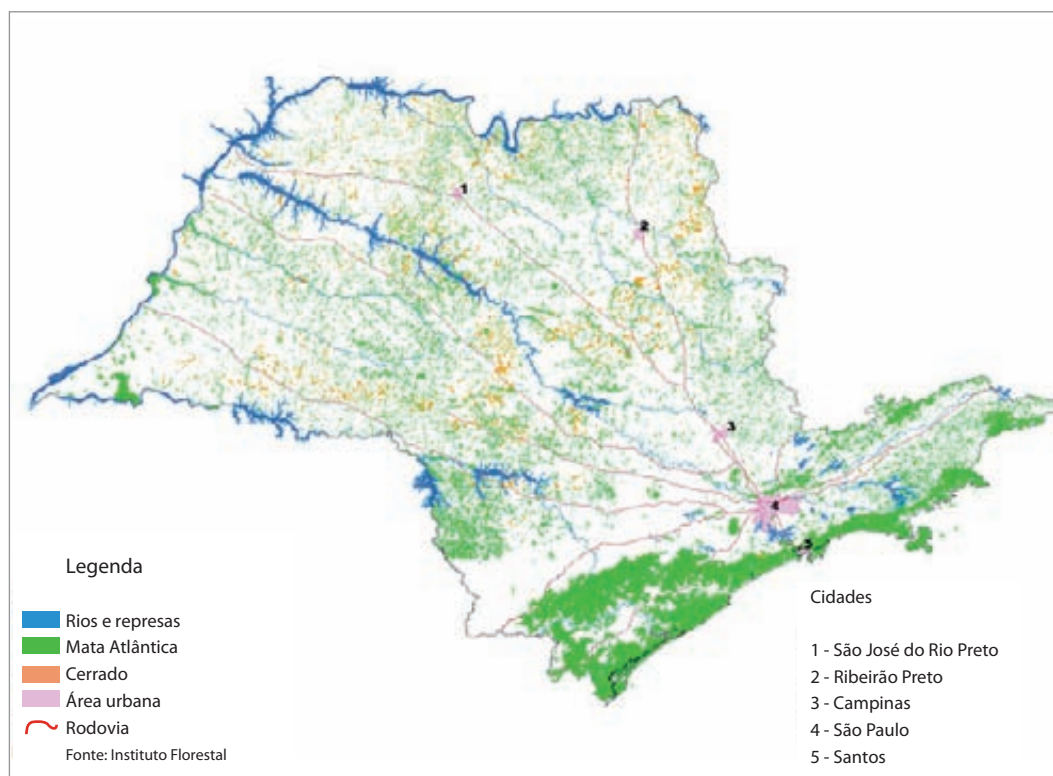 1
2
3
4
5
Legenda
Rios e represas
Mata Atlântica
Cerrado
Área urbana
Rodovia
Fonte: Instituto Florestal
Cidades
1 - São José do Rio Preto
2 - Ribeirão Preto
3 - Campinas
4 - São Paulo
5 - Santos